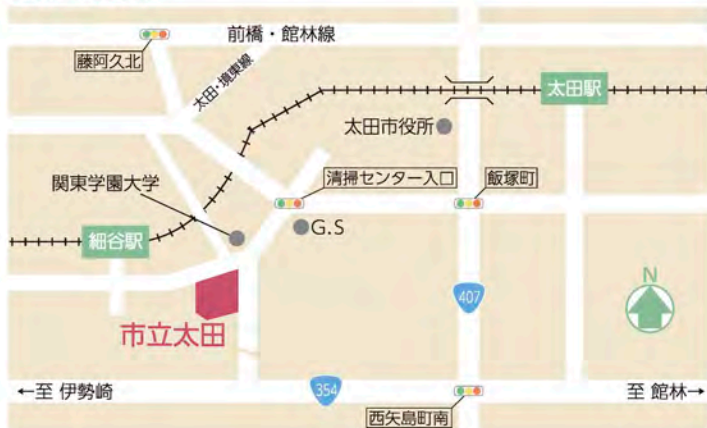 前橋・館林線
藤阿久北
太田・境東線
太田駅
太田市役所
関東学園大学
清掃センター入口
飯塚町
G.S
細谷駅
N
407
市立太田
354
←至 伊勢崎
至 館林→
西矢島町南